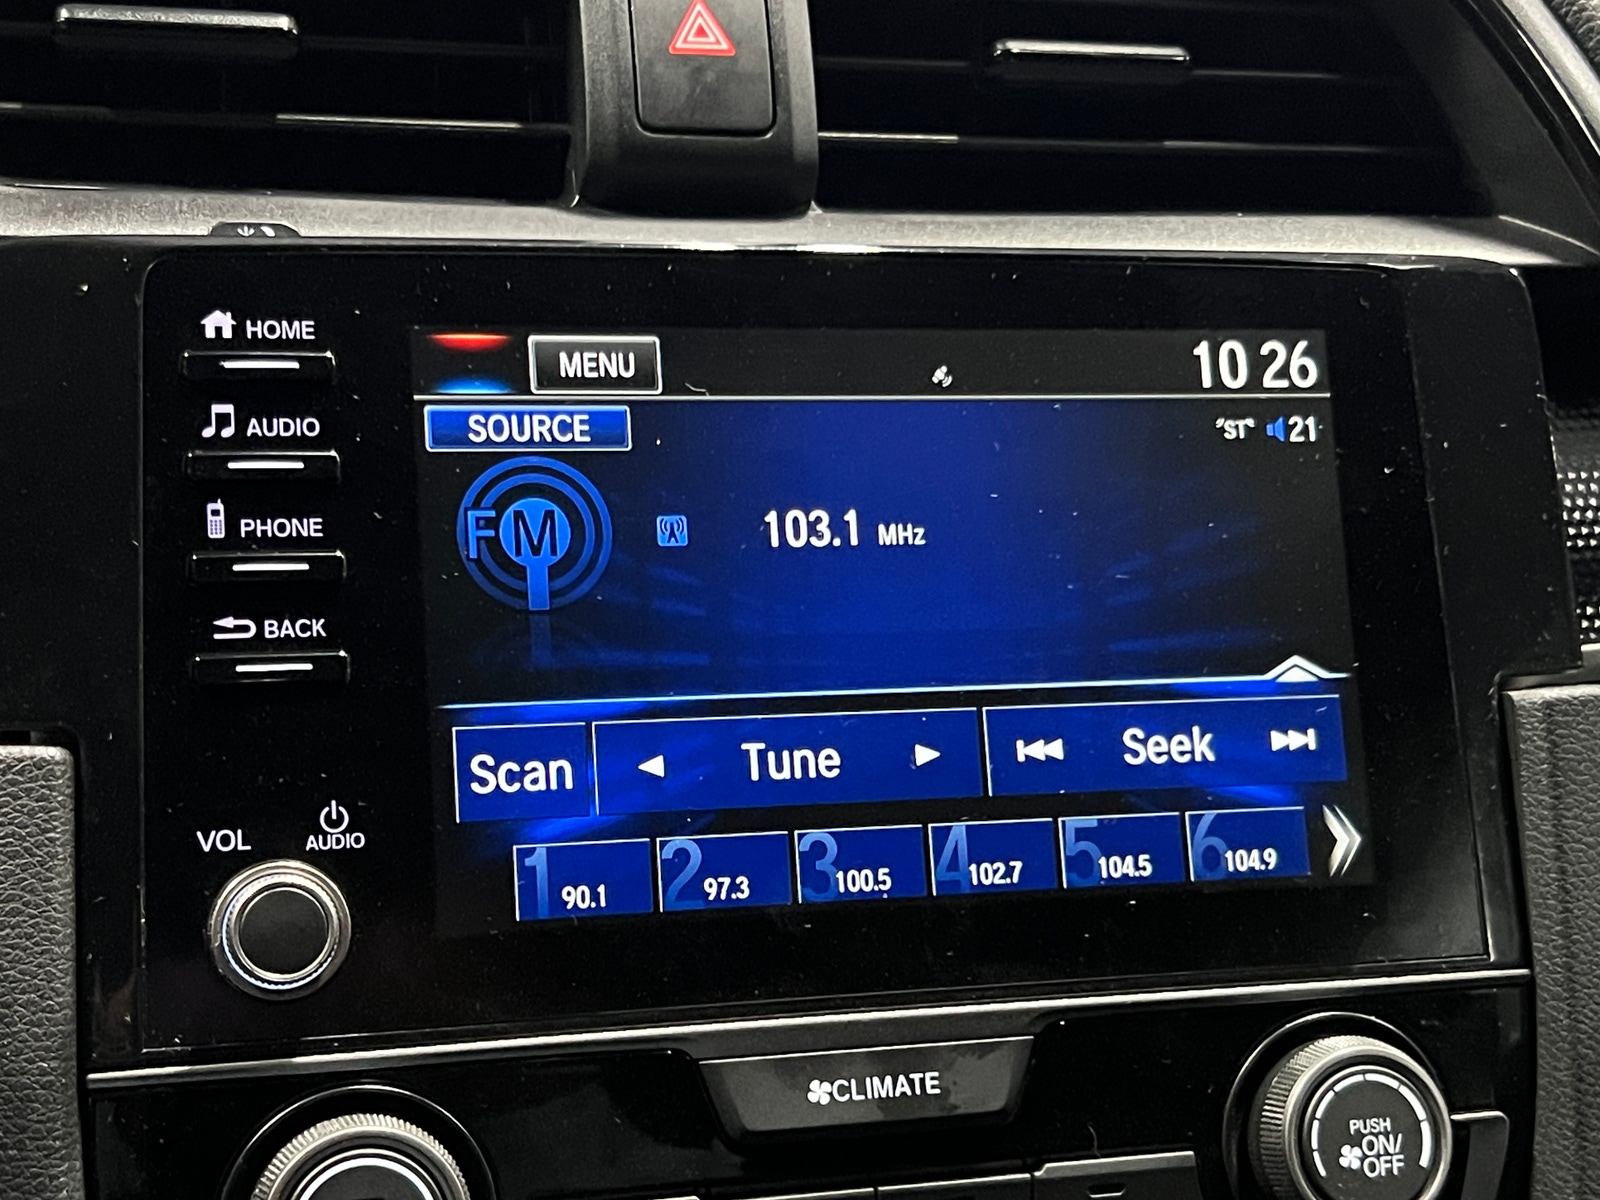 HOME
AUDIO
PHONE
BACK
VOL
AUDIO
MENU
10 26
SOURCE
"ST" 21
FM
103.1 MHz
Scan
Tune
Seek
1 90.1
2 97.3
3 100.5
4 102.7
5 104.5
6 104.9
CLIMATE
PUSH
ON/
OFF